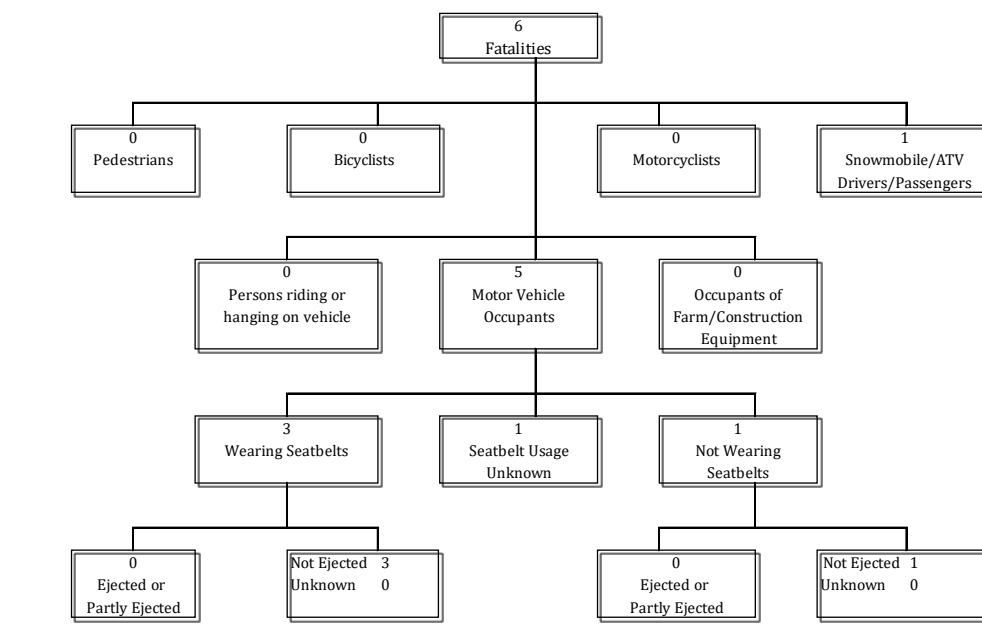 6
Fatalities
0
Pedestrians
0
Bicyclists
0
Motorcyclists
1
Snowmobile/ATV
Drivers/Passengers
0
Persons riding or
hanging on vehicle
5
Motor Vehicle
Occupants
0
Occupants of
Farm/Construction
Equipment
3
Wearing Seatbelts
1
Seatbelt Usage
Unknown
1
Not Wearing
Seatbelts
0
Ejected or
Partly Ejected
Not Ejected 3
Unknown 0
0
Ejected or
Partly Ejected
Not Ejected 1
Unknown 0